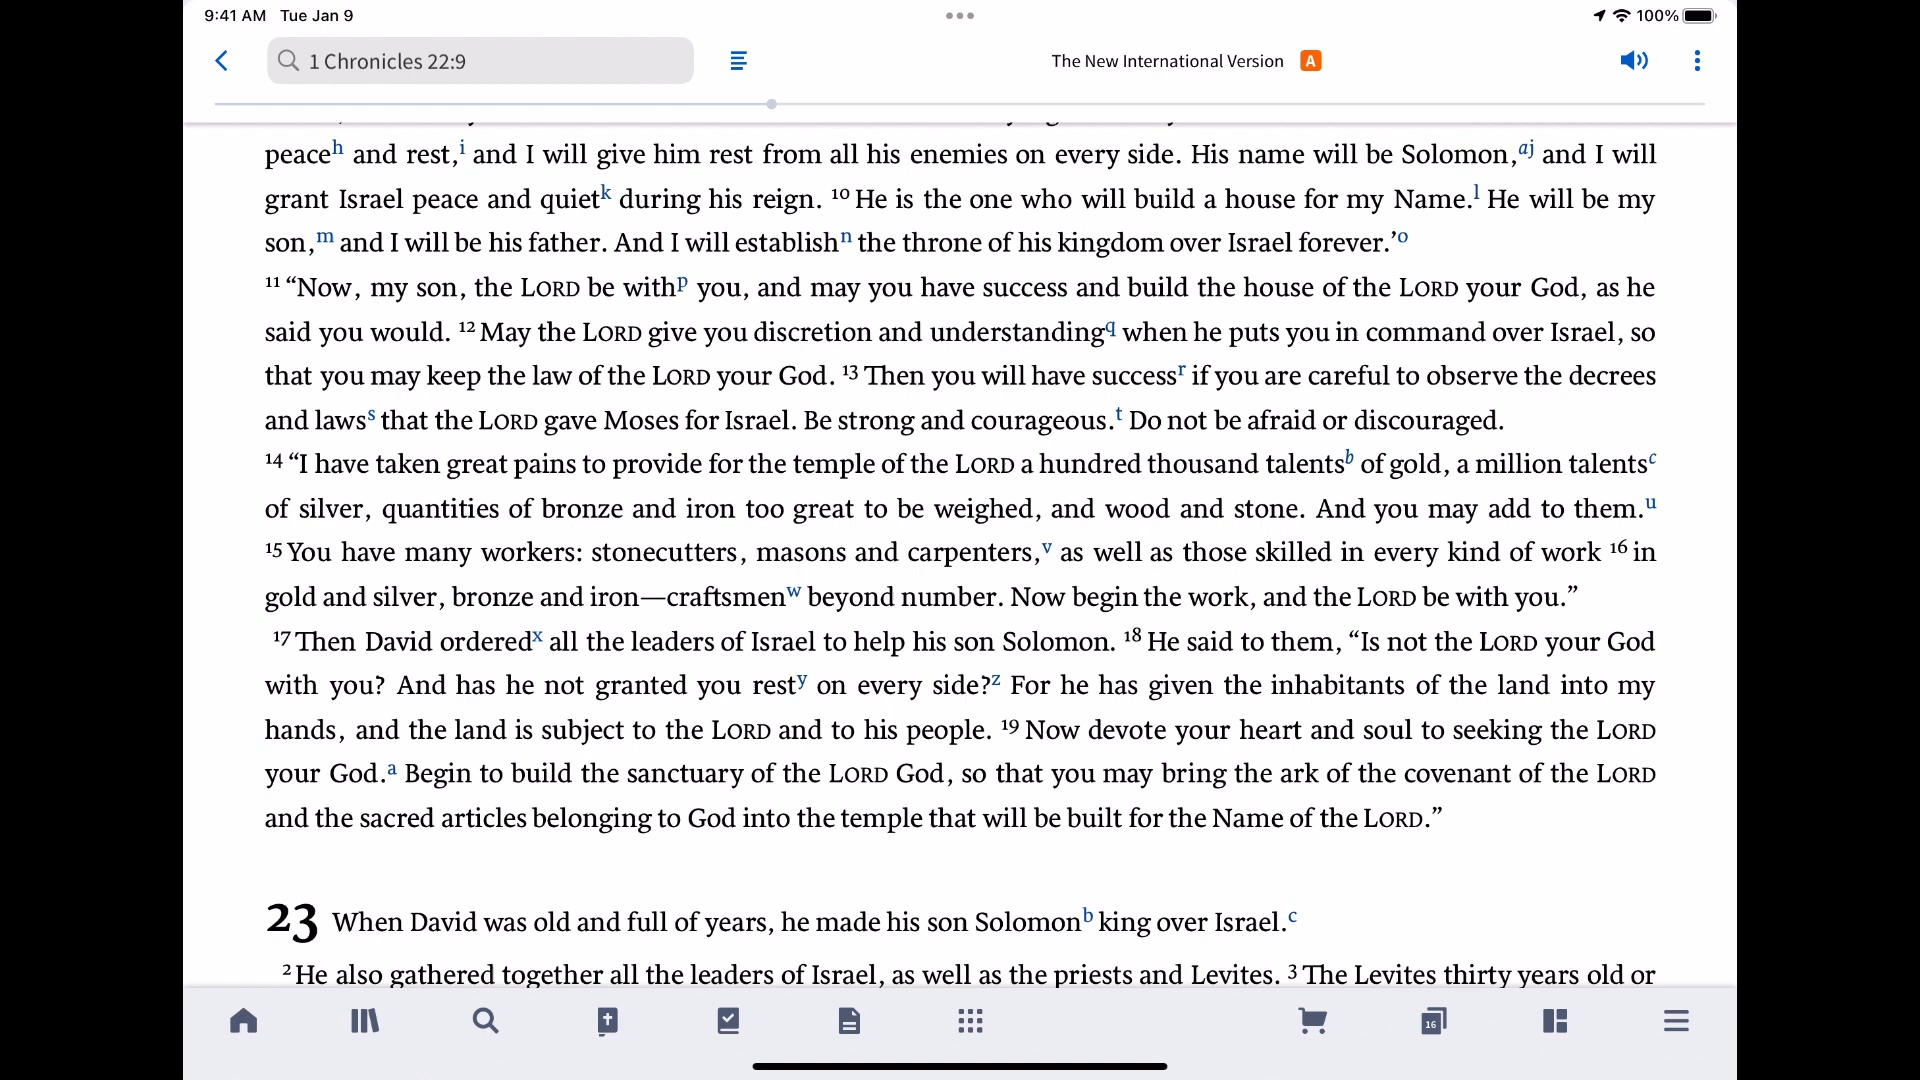 9:41 AM Tue Jan 9
100%
1 Chronicles 22:9
The New International Version A
peaceʰ and rest,ⁱ and I will give him rest from all his enemies on every side. His name will be Solomon,ᵃʲ and I will
grant Israel peace and quietᵏ during his reign. ¹⁰ He is the one who will build a house for my Name.ˡ He will be my
son,ᵐ and I will be his father. And I will establishⁿ the throne of his kingdom over Israel forever.’ᵒ
¹¹ “Now, my son, the LORD be withᵖ you, and may you have success and build the house of the LORD your God, as he
said you would. ¹² May the LORD give you discretion and understanding^q when he puts you in command over Israel, so
that you may keep the law of the LORD your God. ¹³ Then you will have successʳ if you are careful to observe the decrees
and lawsˢ that the LORD gave Moses for Israel. Be strong and courageous.ᵗ Do not be afraid or discouraged.
¹⁴ “I have taken great pains to provide for the temple of the LORD a hundred thousand talentsᵇ of gold, a million talentsᶜ
of silver, quantities of bronze and iron too great to be weighed, and wood and stone. And you may add to them.ᵘ
¹⁵ You have many workers: stonecutters, masons and carpenters,ᵛ as well as those skilled in every kind of work ¹⁶ in
gold and silver, bronze and iron—craftsmenʷ beyond number. Now begin the work, and the LORD be with you.”
¹⁷ Then David orderedˣ all the leaders of Israel to help his son Solomon. ¹⁸ He said to them, “Is not the LORD your God
with you? And has he not granted you restʸ on every side?ᶻ For he has given the inhabitants of the land into my
hands, and the land is subject to the LORD and to his people. ¹⁹ Now devote your heart and soul to seeking the LORD
your God.ᵃ Begin to build the sanctuary of the LORD God, so that you may bring the ark of the covenant of the LORD
and the sacred articles belonging to God into the temple that will be built for the Name of the LORD.”
23 When David was old and full of years, he made his son Solomonᵇ king over Israel.ᶜ
² He also gathered together all the leaders of Israel, as well as the priests and Levites. ³ The Levites thirty years old or
16